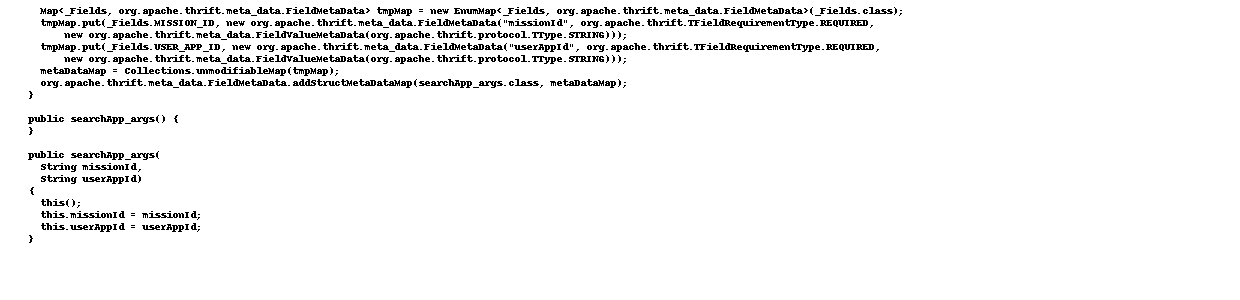 Map<_Fields, org.apache.thrift.meta_data.FieldMetaData> tmpMap = new EnumMap<_Fields, org.apache.thrift.meta_data.FieldMetaData>(_Fields.class);
tmpMap.put(_Fields.MISSION_ID, new org.apache.thrift.meta_data.FieldMetaData("missionId", org.apache.thrift.TFieldRequirementType.REQUIRED,
new org.apache.thrift.meta_data.FieldValueMetaData(org.apache.thrift.protocol.TType.STRING)));
tmpMap.put(_Fields.USER_APP_ID, new org.apache.thrift.meta_data.FieldMetaData("userAppId", org.apache.thrift.TFieldRequirementType.REQUIRED,
new org.apache.thrift.meta_data.FieldValueMetaData(org.apache.thrift.protocol.TType.STRING)));
metaDataMap = Collections.unmodifiableMap(tmpMap);
org.apache.thrift.meta_data.FieldMetaData.addStructMetaDataMap(searchApp_args.class, metaDataMap);
}
public searchApp_args() {
}
public searchApp_args(
String missionId,
String userAppId)
{
this();
this.missionId = missionId;
this.userAppId = userAppId;
}